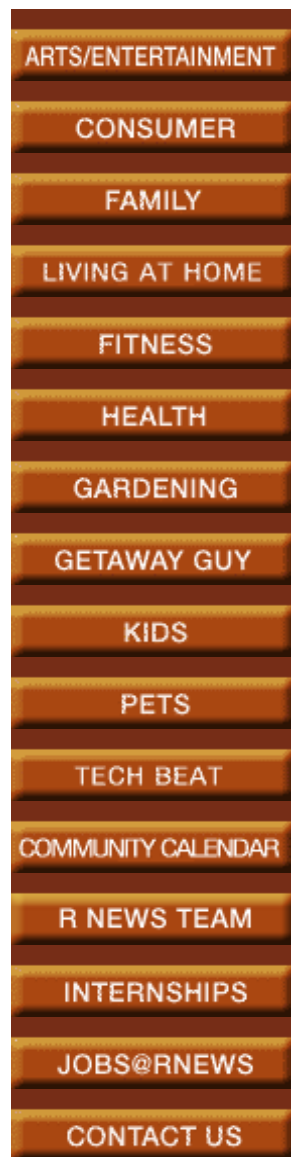 ARTS/ENTERTAINMENT
CONSUMER
FAMILY
LIVING AT HOME
FITNESS
HEALTH
GARDENING
GETAWAY GUY
KIDS
PETS
TECH BEAT
COMMUNITY CALENDAR
R NEWS TEAM
INTERNSHIPS
JOBS@RNEWS
CONTACT US